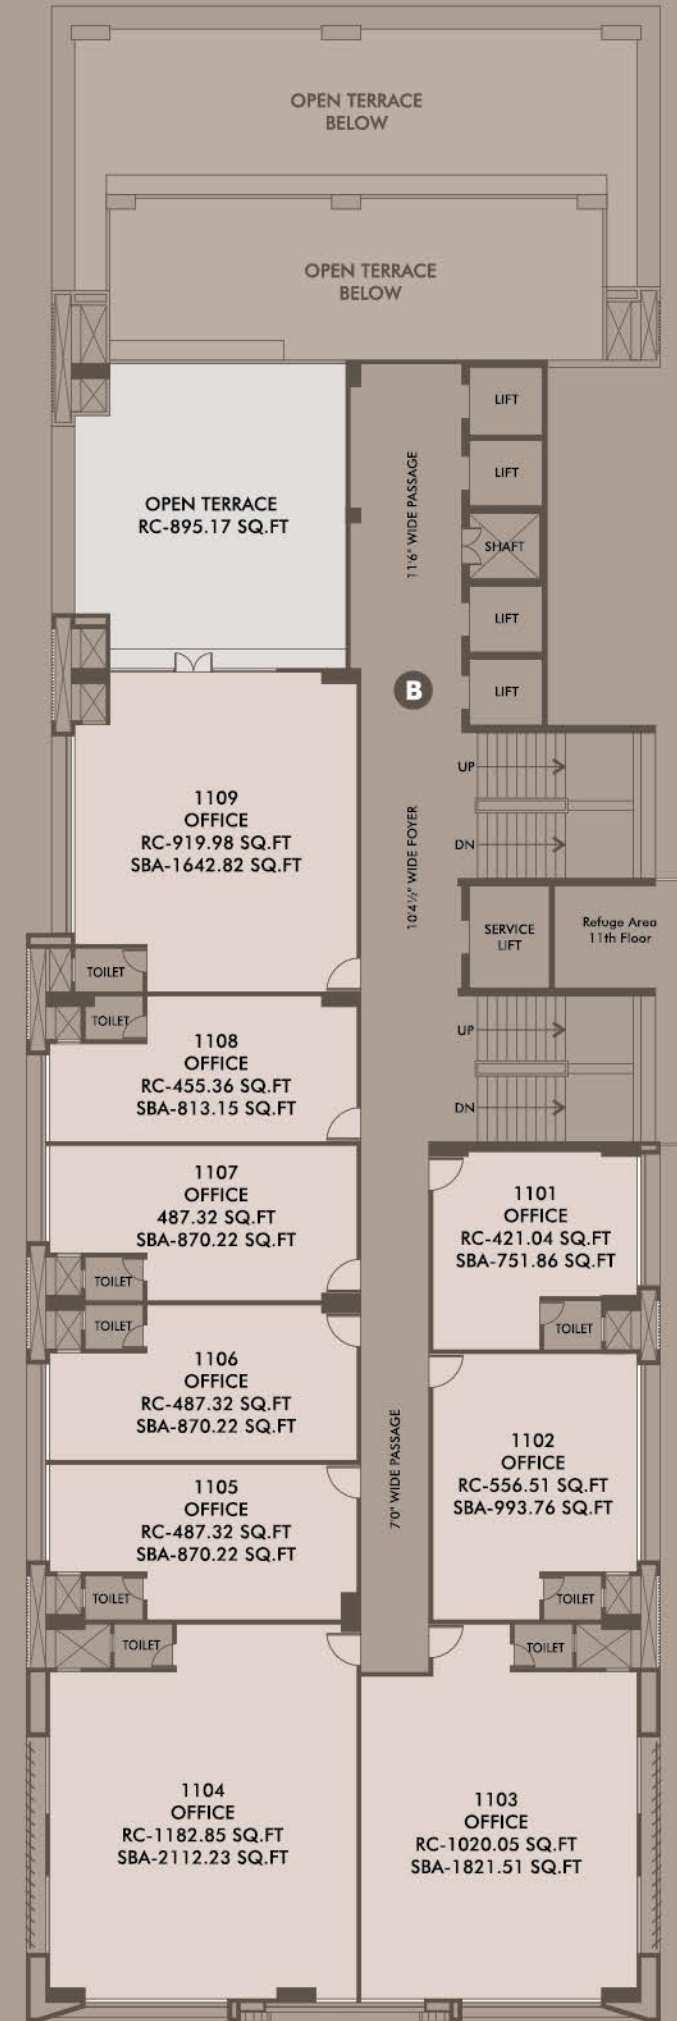 OPEN TERRACE
BELOW
OPEN TERRACE
BELOW
LIFT
LIFT
SHAFT
LIFT
LIFT
11'6" WIDE PASSAGE
OPEN TERRACE
RC-895.17 SQ.FT
B
UP
DN
10'4½" WIDE FOYER
1109
OFFICE
RC-919.98 SQ.FT
SBA-1642.82 SQ.FT
TOILET
SERVICE
LIFT
Refuge Area
11th Floor
UP
DN
TOILET
1108
OFFICE
RC-455.36 SQ.FT
SBA-813.15 SQ.FT
1107
OFFICE
487.32 SQ.FT
SBA-870.22 SQ.FT
TOILET
1101
OFFICE
RC-421.04 SQ.FT
SBA-751.86 SQ.FT
TOILET
TOILET
1106
OFFICE
RC-487.32 SQ.FT
SBA-870.22 SQ.FT
7'0" WIDE PASSAGE
1102
OFFICE
RC-556.51 SQ.FT
SBA-993.76 SQ.FT
TOILET
1105
OFFICE
RC-487.32 SQ.FT
SBA-870.22 SQ.FT
TOILET
TOILET
1104
OFFICE
RC-1182.85 SQ.FT
SBA-2112.23 SQ.FT
TOILET
1103
OFFICE
RC-1020.05 SQ.FT
SBA-1821.51 SQ.FT